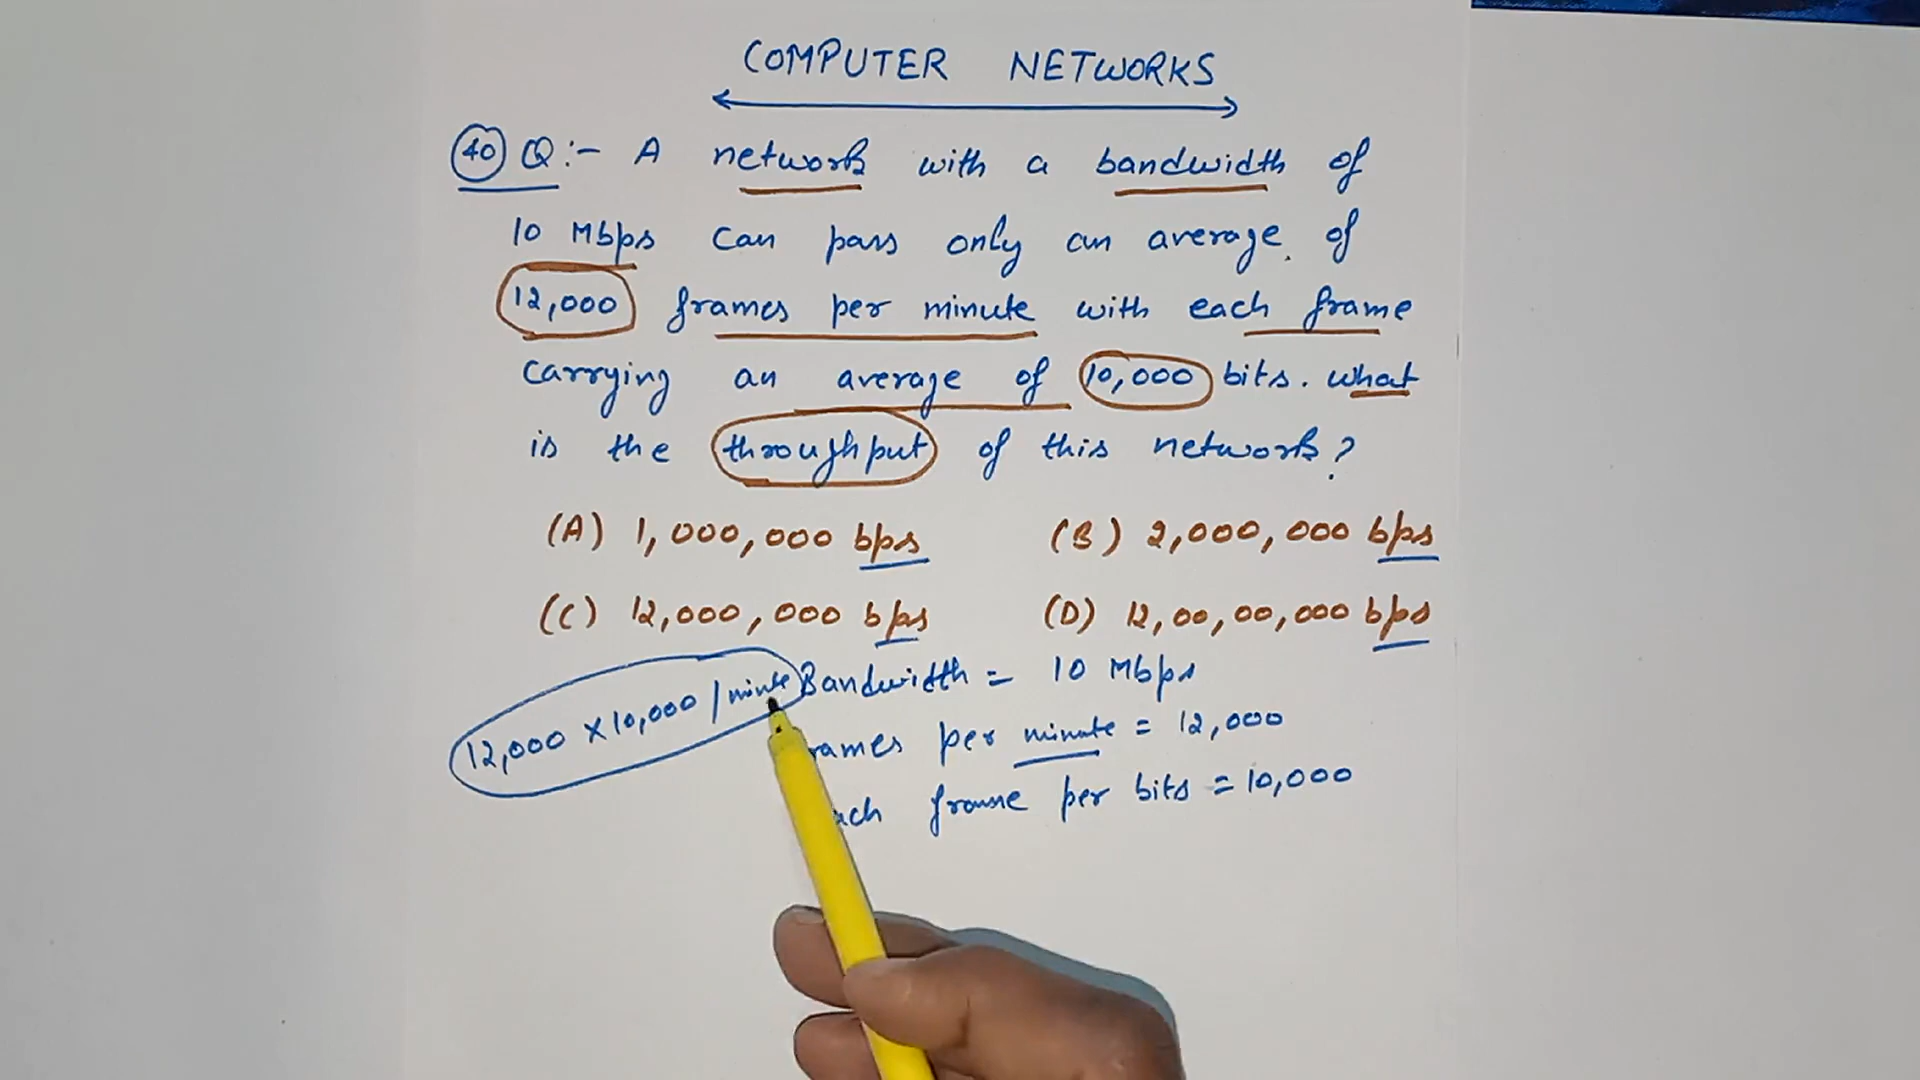 COMPUTER NETWORKS
40 Q:- A network with a bandwidth of
10 Mbps can pass only an average of
12,000 frames per minute with each frame
carrying an average of 10,000 bits. what
is the throughput of this network?
(A) 1,000,000 bps (B) 2,000,000 bps
(C) 12,000,000 bps (D) 12,00,00,000 bps
12,000 x 10,000 / minute Bandwidth = 10 Mbps
rames per minute = 12,000
ach frame per bits = 10,000